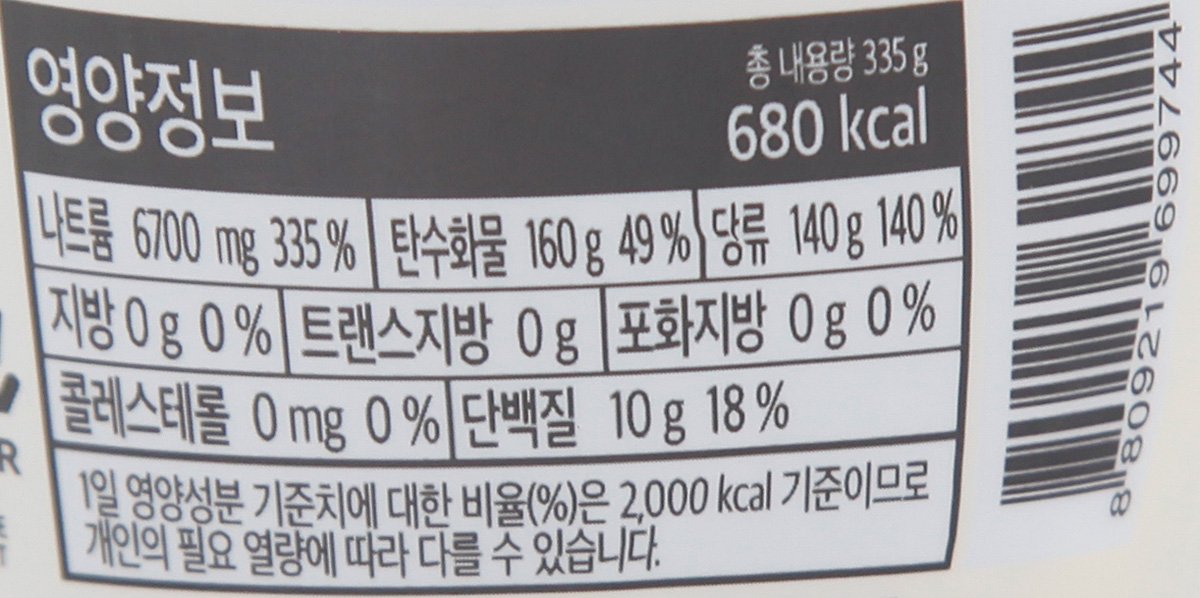 영양정보
총 내용량 335 g
680 kcal
나트륨 6700 mg 335 % 탄수화물 160 g 49 % 당류 140 g 140 %
지방 0 g 0 % 트랜스지방 0 g 포화지방 0 g 0 %
콜레스테롤 0 mg 0 % 단백질 10 g 18 %
1일 영양성분 기준치에 대한 비율(%)은 2,000 kcal 기준이므로
개인의 필요 열량에 따라 다를 수 있습니다.
8 809219 699744
R